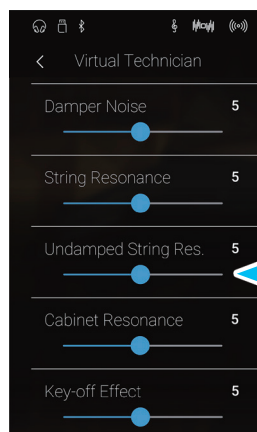 Virtual Technician
Damper Noise 5
String Resonance 5
Undamped String Res. 5
Cabinet Resonance 5
Key-off Effect 5